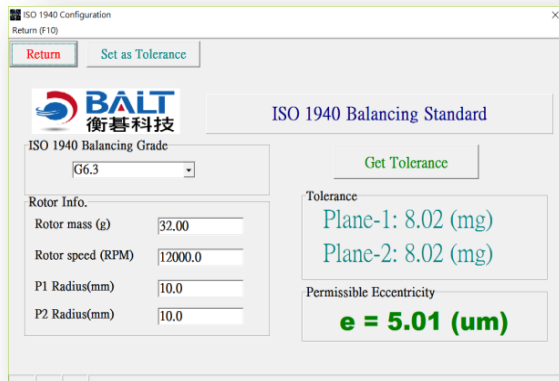 ISO 1940 Configuration
Return (F10)
Return
Set as Tolerance
BALT
衡碁科技
ISO 1940 Balancing Standard
ISO 1940 Balancing Grade
G6.3
Get Tolerance
Rotor Info.
Rotor mass (g)
32.00
Rotor speed (RPM)
12000.0
P1 Radius(mm)
10.0
P2 Radius(mm)
10.0
Tolerance
Plane-1: 8.02 (mg)
Plane-2: 8.02 (mg)
Permissible Eccentricity
e = 5.01 (um)